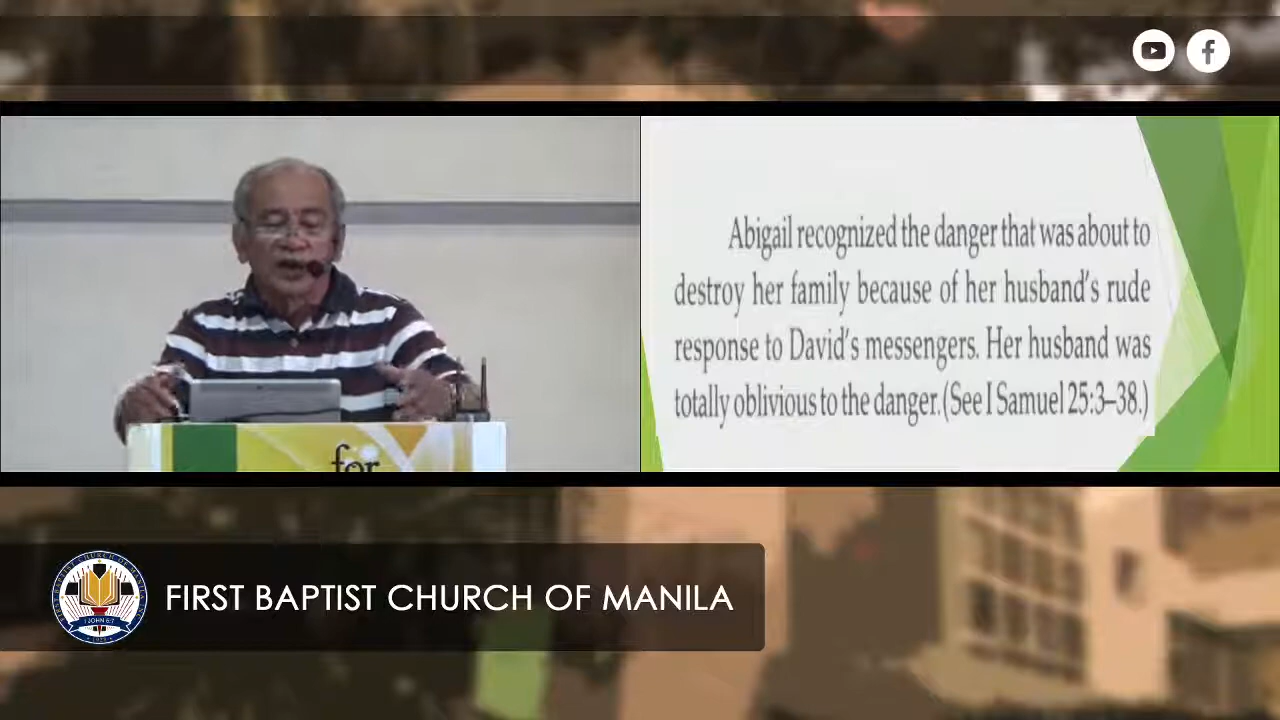 Abigail recognized the danger that was about to
destroy her family because of her husband's rude
response to David's messengers. Her husband was
totally oblivious to the danger.(See I Samuel 25:3–38.)
for
FIRST BAPTIST CHURCH OF MANILA